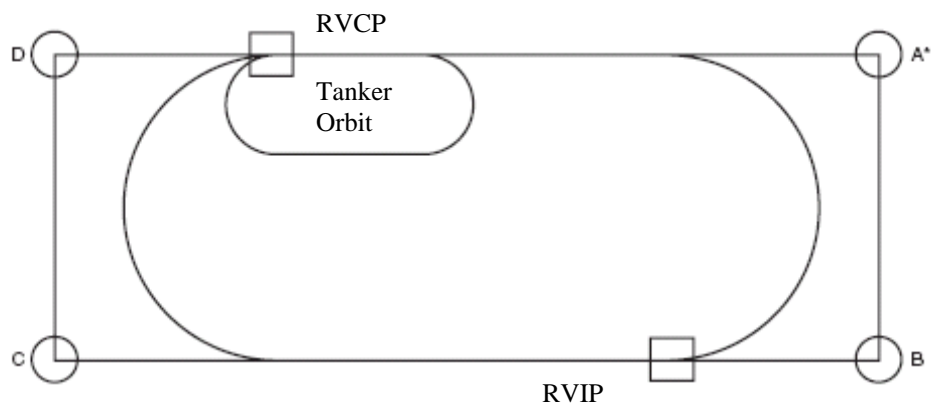 RVCP
D
A*
Tanker
Orbit
C
B
RVIP